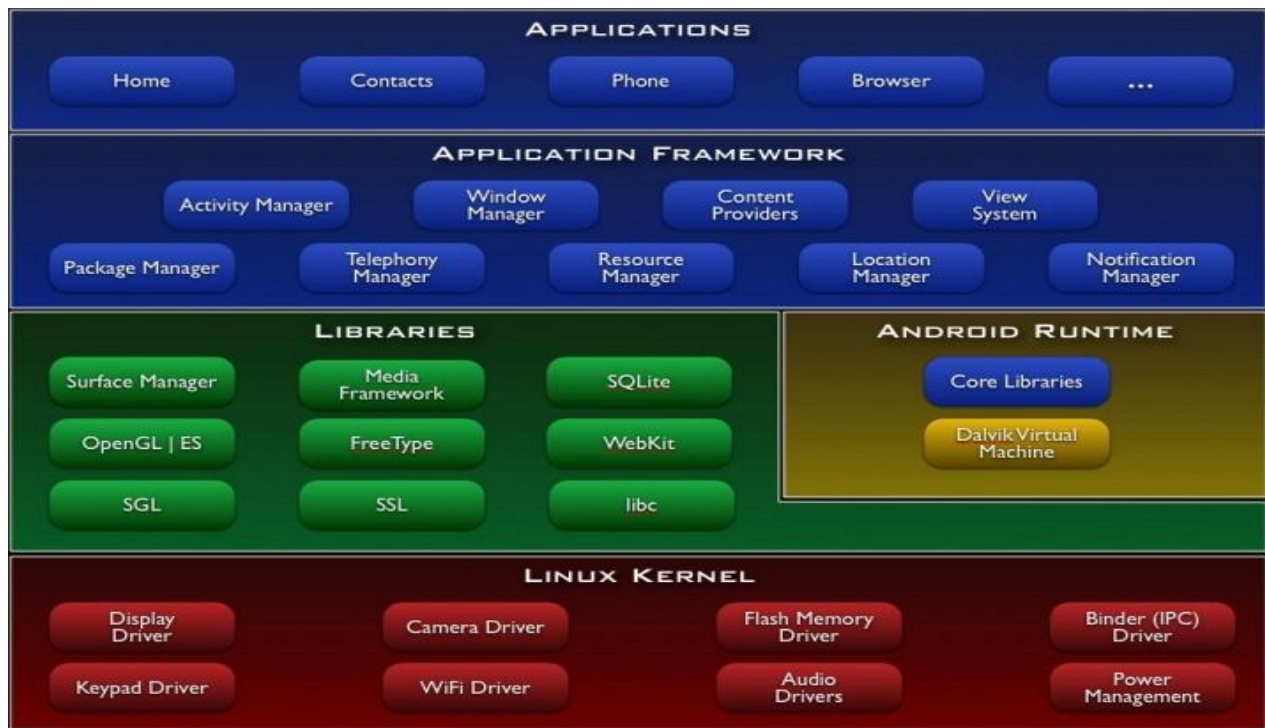 APPLICATIONS
Home
Contacts
Phone
Browser
...
APPLICATION FRAMEWORK
Activity Manager
Window
Manager
Content
Providers
View
System
Package Manager
Telephony
Manager
Resource
Manager
Location
Manager
Notification
Manager
LIBRARIES
Surface Manager
Media
Framework
SQLite
OpenGL | ES
FreeType
WebKit
SGL
SSL
libc
ANDROID RUNTIME
Core Libraries
Dalvik Virtual
Machine
LINUX KERNEL
Display
Driver
Camera Driver
Flash Memory
Driver
Binder (IPC)
Driver
Keypad Driver
WiFi Driver
Audio
Drivers
Power
Management